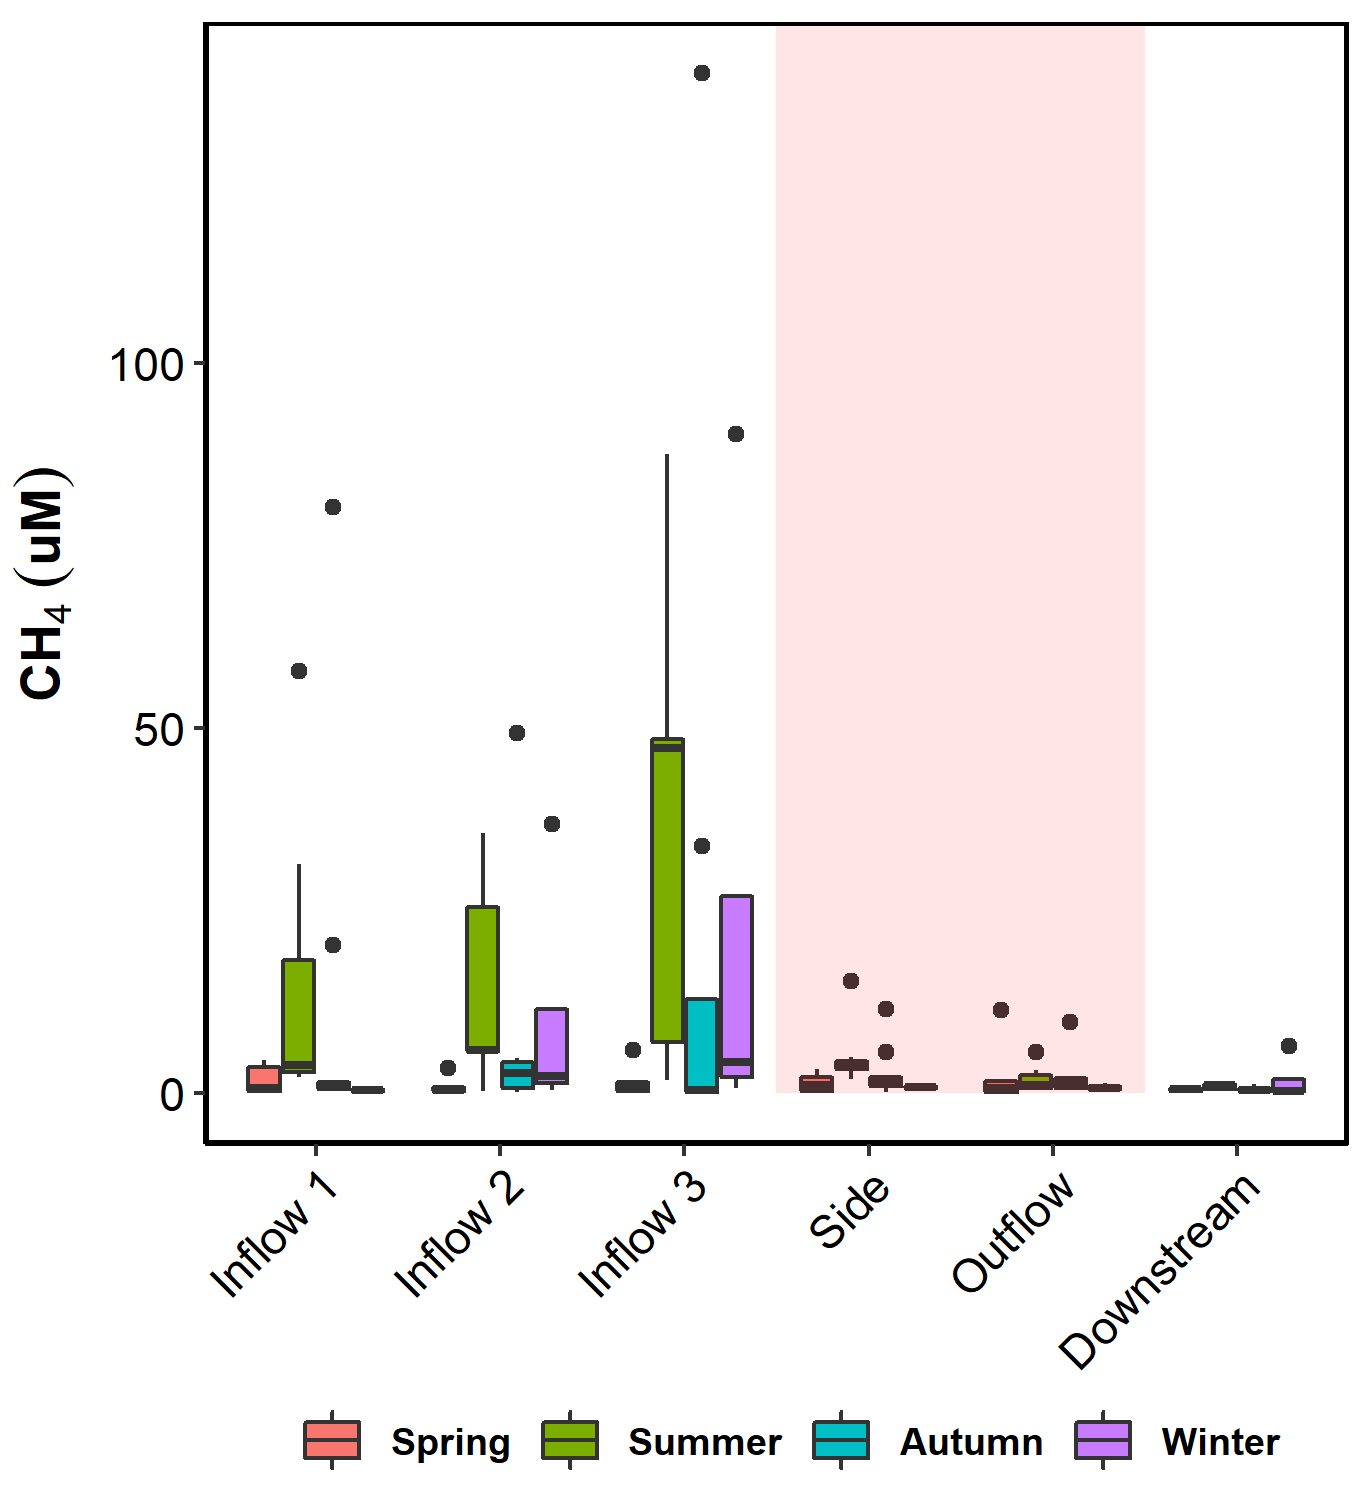 CH₄ (uM)
100
50
0
Inflow 1
Inflow 2
Inflow 3
Side
Outflow
Downstream
Spring Summer Autumn Winter